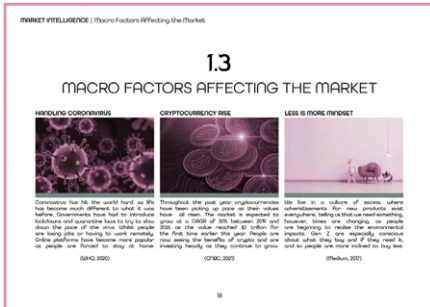 MARKET INTELLIGENCE | Macro Factors Affecting the Market
1.3
MACRO FACTORS AFFECTING THE MARKET
HANDLING CORONAVIRUS
Coronavirus has hit the world hard, as life
has become much different to what it was
before. Governments have had to introduce
lockdowns and quarantine laws to try to slow
down the pace of the virus. Whilst people
are losing jobs or having to work remotely,
Online platforms have become more popular
as people are forced to stay at home.
(WHO, 2020)
CRYPTOCURRENCY RISE
Throughout the past year cryptocurrencies
have been picking up pace as their values
have all risen. The market is expected to
grow at a CAGR of 30% between 2019 and
2026 as the value reached $2 trillion for
the first time earlier this year. People are
now seeing the benefits of crypto and are
investing heavily as they continue to grow.
(CNBC, 2021)
LESS IS MORE MINDSET
We live in a culture of excess, where
advertisements for new products exist
everywhere, telling us that we need something,
however, times are changing, as people
are beginning to realise the environmental
impacts. Gen Z are especially conscious
about what they buy and if they need it,
and so people are more inclined to buy less.
(Medium, 2017)
18